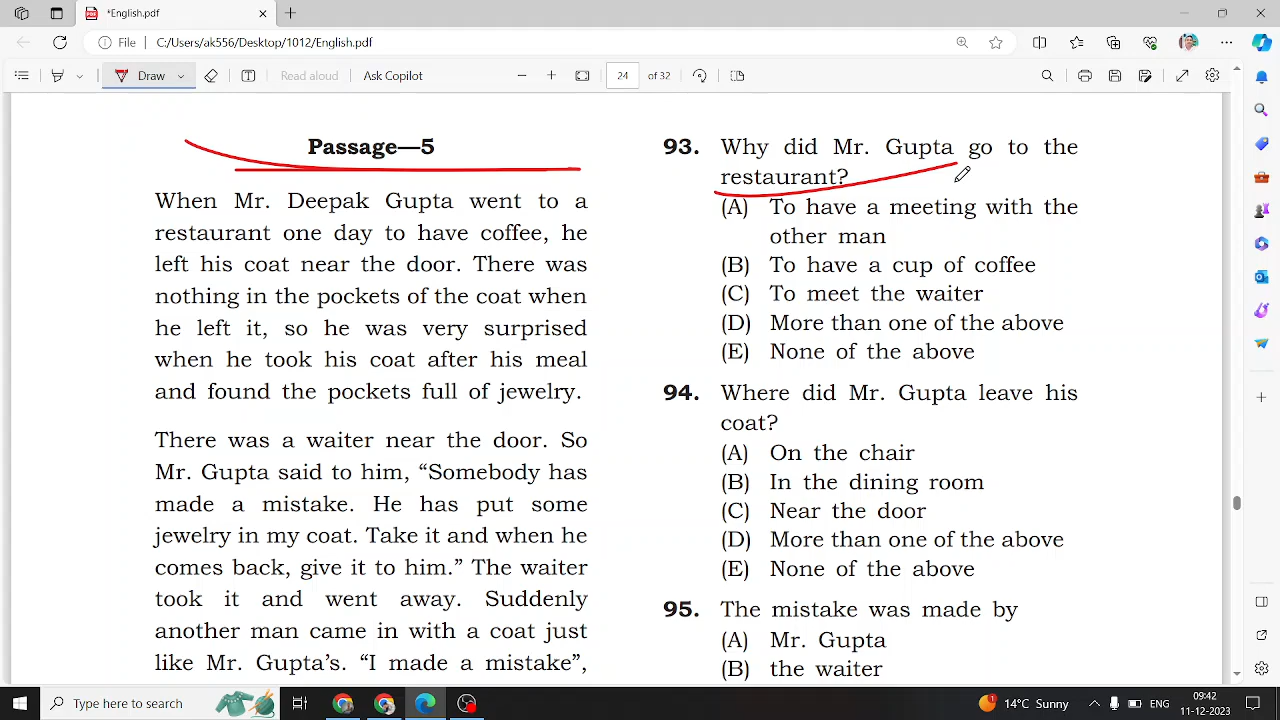 *English.pdf
File
C:/Users/ak556/Desktop/1012/English.pdf
Draw
Read aloud
Ask Copilot
24
of 32
Passage—5
When Mr. Deepak Gupta went to a
restaurant one day to have coffee, he
left his coat near the door. There was
nothing in the pockets of the coat when
he left it, so he was very surprised
when he took his coat after his meal
and found the pockets full of jewelry.
There was a waiter near the door. So
Mr. Gupta said to him, “Somebody has
made a mistake. He has put some
jewelry in my coat. Take it and when he
comes back, give it to him.” The waiter
took it and went away. Suddenly
another man came in with a coat just
like Mr. Gupta’s. “I made a mistake”,
93. Why did Mr. Gupta go to the
restaurant?
(A) To have a meeting with the
other man
(B) To have a cup of coffee
(C) To meet the waiter
(D) More than one of the above
(E) None of the above
94. Where did Mr. Gupta leave his
coat?
(A) On the chair
(B) In the dining room
(C) Near the door
(D) More than one of the above
(E) None of the above
95. The mistake was made by
(A) Mr. Gupta
(B) the waiter
Type here to search
1
14°C Sunny
ENG
09:42
11-12-2023